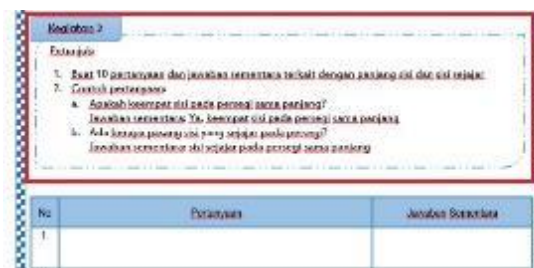 Kegiatan 2
Petunjuk
1. Buat 10 pertanyaan dan jawaban sementara terkait dengan panjang sisi dan sisi sejajar
2. Contoh pertanyaan
a. Apakah keempat sisi pada persegi sama panjang?
Jawaban sementara: Ya, keempat sisi pada persegi sama panjang
b. Ada berapa pasang sisi yang sejajar pada persegi?
Jawaban sementara: sisi sejajar pada persegi sama panjang
No Pertanyaan Jawaban Sementara
1